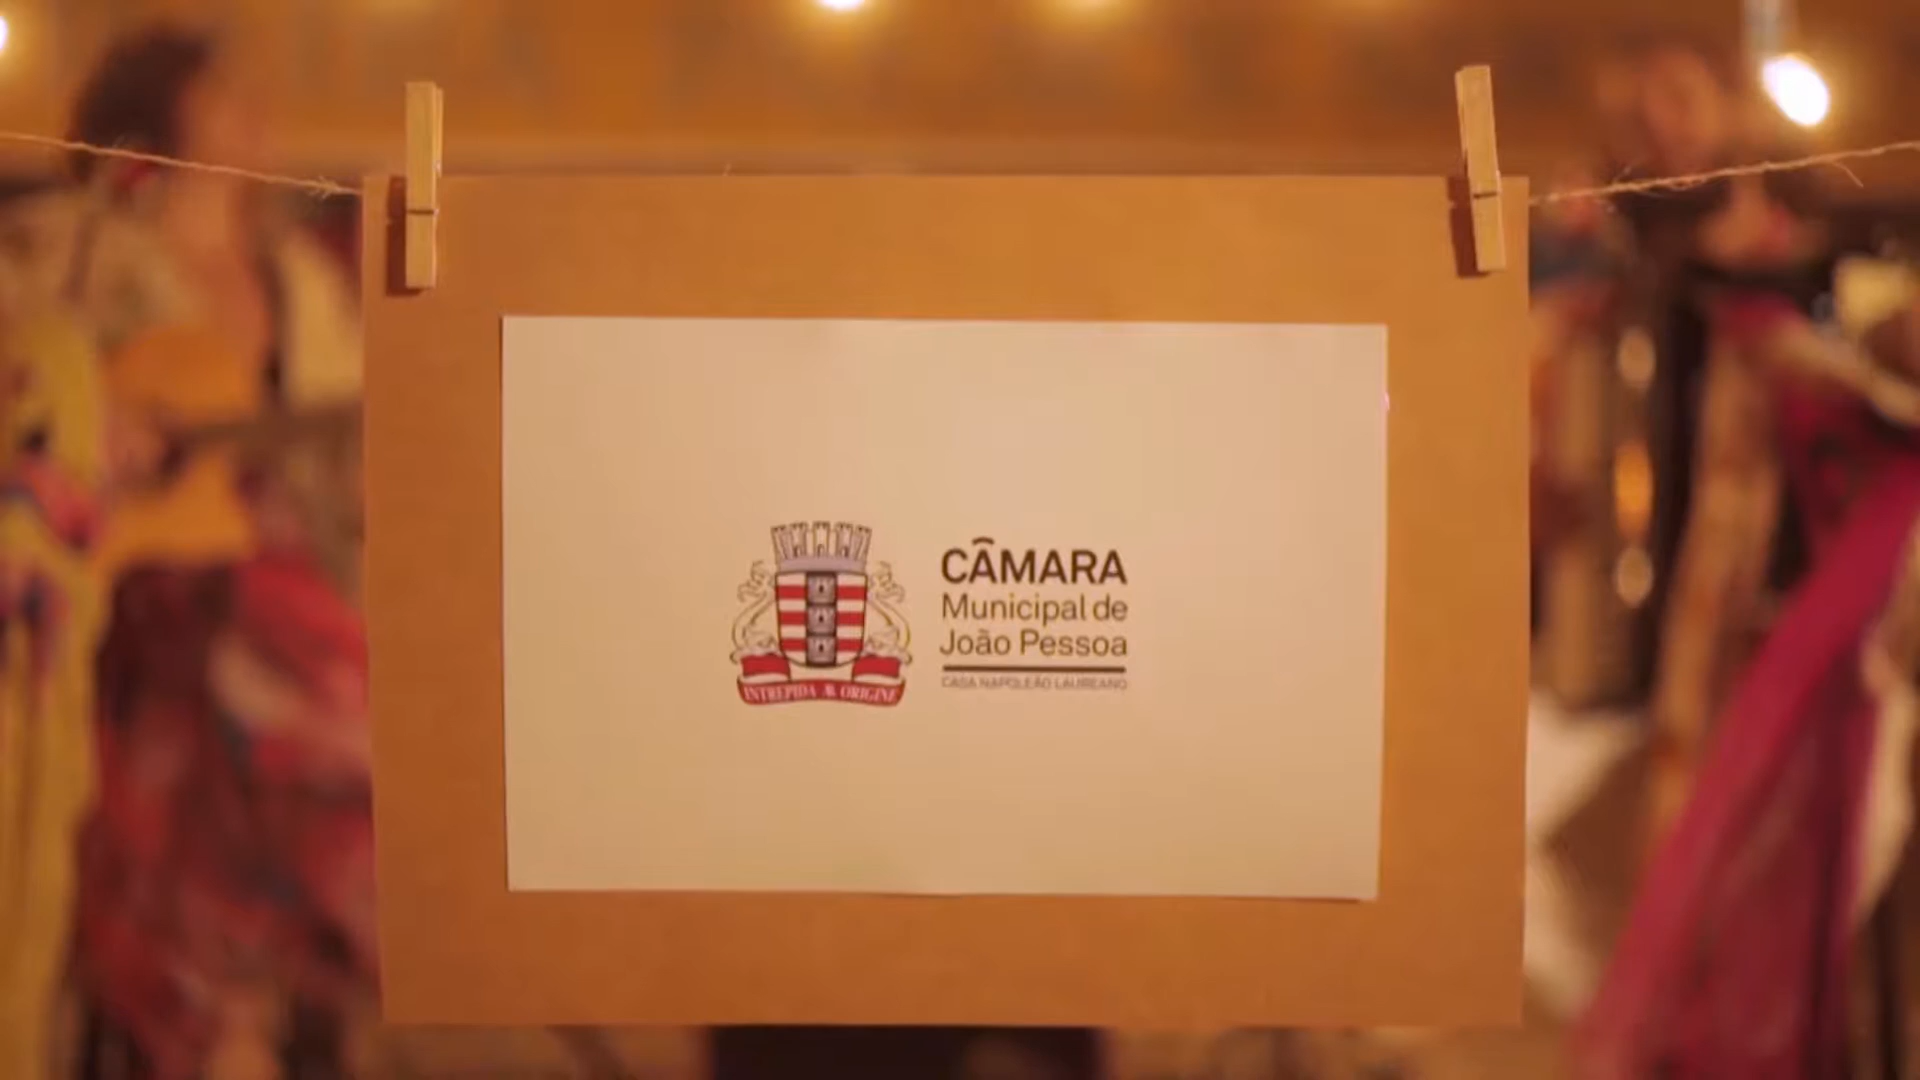 CÂMARA
Municipal de
João Pessoa
CASA NAPOLEÃO LAUREANO
INTREPIDA AB ORIGINE